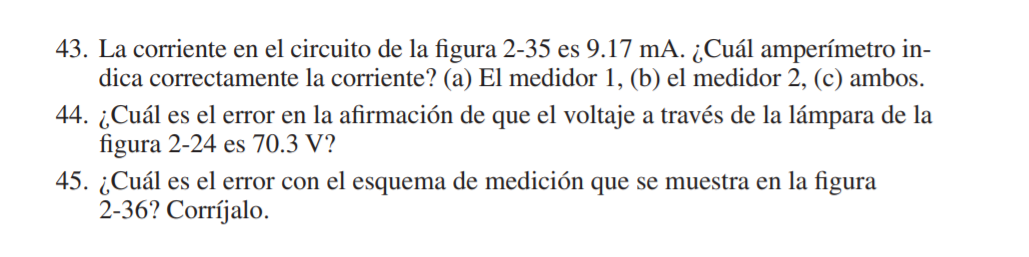 43. La corriente en el circuito de la figura 2-35 es 9.17 mA. ¿Cuál amperímetro in-
dica correctamente la corriente? (a) El medidor 1, (b) el medidor 2, (c) ambos.
44. ¿Cuál es el error en la afirmación de que el voltaje a través de la lámpara de la
figura 2-24 es 70.3 V?
45. ¿Cuál es el error con el esquema de medición que se muestra en la figura
2-36? Corríjalo.